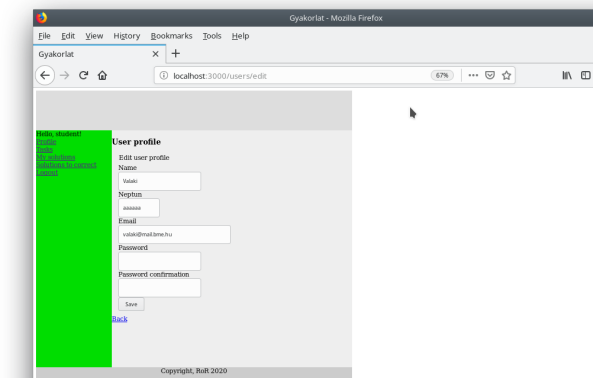 Gyakorlat - Mozilla Firefox
File Edit View History Bookmarks Tools Help
Gyakorlat
localhost:3000/users/edit
67%
Hello, student!
Profile
Tasks
My solutions
Solutions to correct
Logout
User profile
Edit user profile
Name
Valaki
Neptun
aaaaaa
Email
valaki@mail.bme.hu
Password
Password confirmation
Save
Back
Copyright, RoR 2020